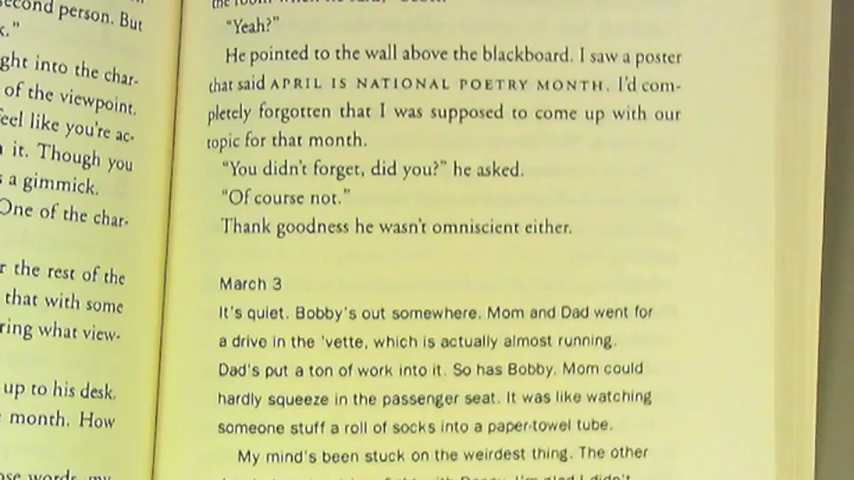 second person. But
k."
ght into the char-
of the viewpoint.
feel like you're ac-
it. Though you
s a gimmick.
One of the char-
r the rest of the
that with some
ring what view-
up to his desk.
month. How
"Yeah?"
He pointed to the wall above the blackboard. I saw a poster
that said APRIL IS NATIONAL POETRY MONTH. I'd com-
pletely forgotten that I was supposed to come up with our
topic for that month.
"You didn't forget, did you?" he asked.
"Of course not."
Thank goodness he wasn't omniscient either.
March 3
It's quiet. Bobby's out somewhere. Mom and Dad went for
a drive in the 'vette, which is actually almost running.
Dad's put a ton of work into it. So has Bobby. Mom could
hardly squeeze in the passenger seat. It was like watching
someone stuff a roll of socks into a paper-towel tube.
My mind's been stuck on the weirdest thing. The other